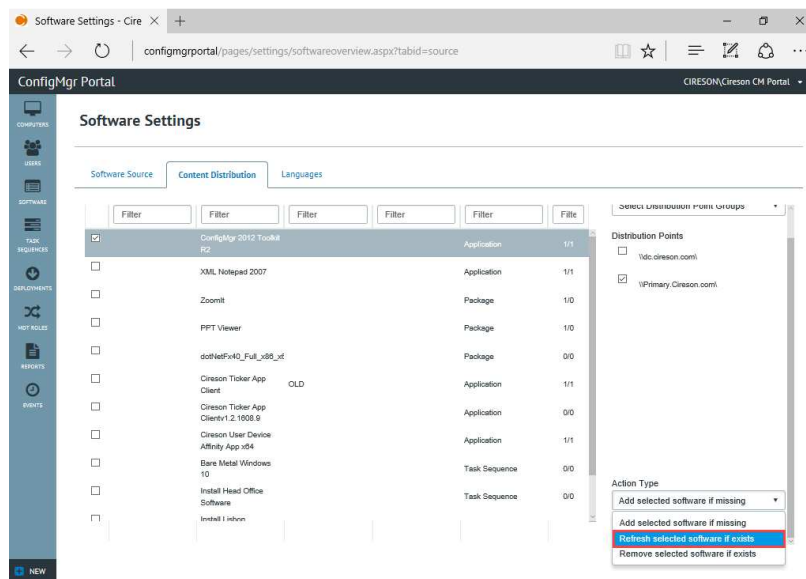 Software Settings - Cire
configmgrportal/pages/settings/softwareoverview.aspx?tabid=source
ConfigMgr Portal
CIRESON\Cireson CM Portal
COMPUTERS
USERS
SOFTWARE
TASK SEQUENCES
DEPLOYMENTS
MDT ROLES
REPORTS
EVENTS
NEW
Software Settings
Software Source
Content Distribution
Languages
Filter Filter Filter Filter Filter Filte
ConfigMgr 2012 Toolkit R2 Application 1/1
XML Notepad 2007 Application 1/1
ZoomIt Package 1/0
PPT Viewer Package 1/0
dotNetFx40_Full_x86_x6 Package 0/0
Cireson Ticker App Client OLD Application 1/1
Cireson Ticker App Clientv1.2.1608.9 Application 0/0
Cireson User Device Affinity App x64 Application 1/1
Bare Metal Windows 10 Task Sequence 0/0
Install Head Office Software Task Sequence 0/0
Install Lisbon
Select Distribution Point Groups
Distribution Points
\\dc.cireson.com\
\\Primary.Cireson.com\
Action Type
Add selected software if missing
Add selected software if missing
Refresh selected software if exists
Remove selected software if exists